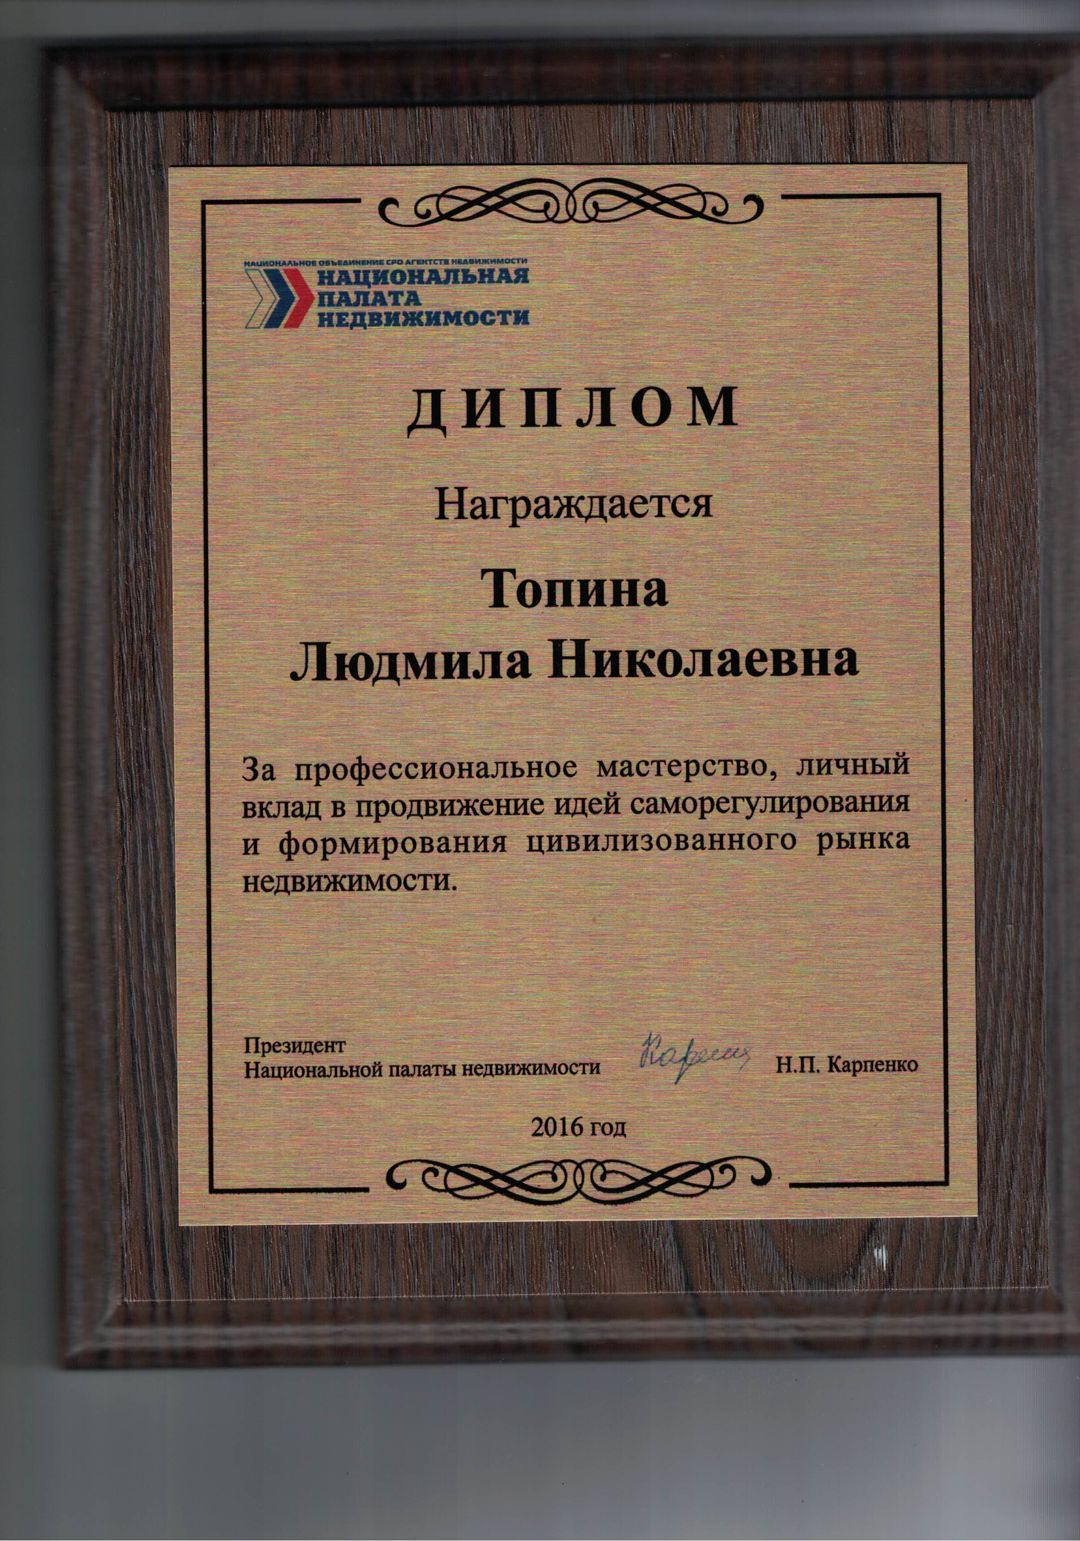 НАЦИОНАЛЬНОЕ ОБЪЕДИНЕНИЕ СРО АГЕНТСТВ НЕДВИЖИМОСТИ
НАЦИОНАЛЬНАЯ
ПАЛАТА
НЕДВИЖИМОСТИ
ДИПЛОМ
Награждается
Топина
Людмила Николаевна
За профессиональное мастерство, личный
вклад в продвижение идей саморегулирования
и формирования цивилизованного рынка
недвижимости.
Президент
Национальной палаты недвижимости
Н.П. Карпенко
2016 год